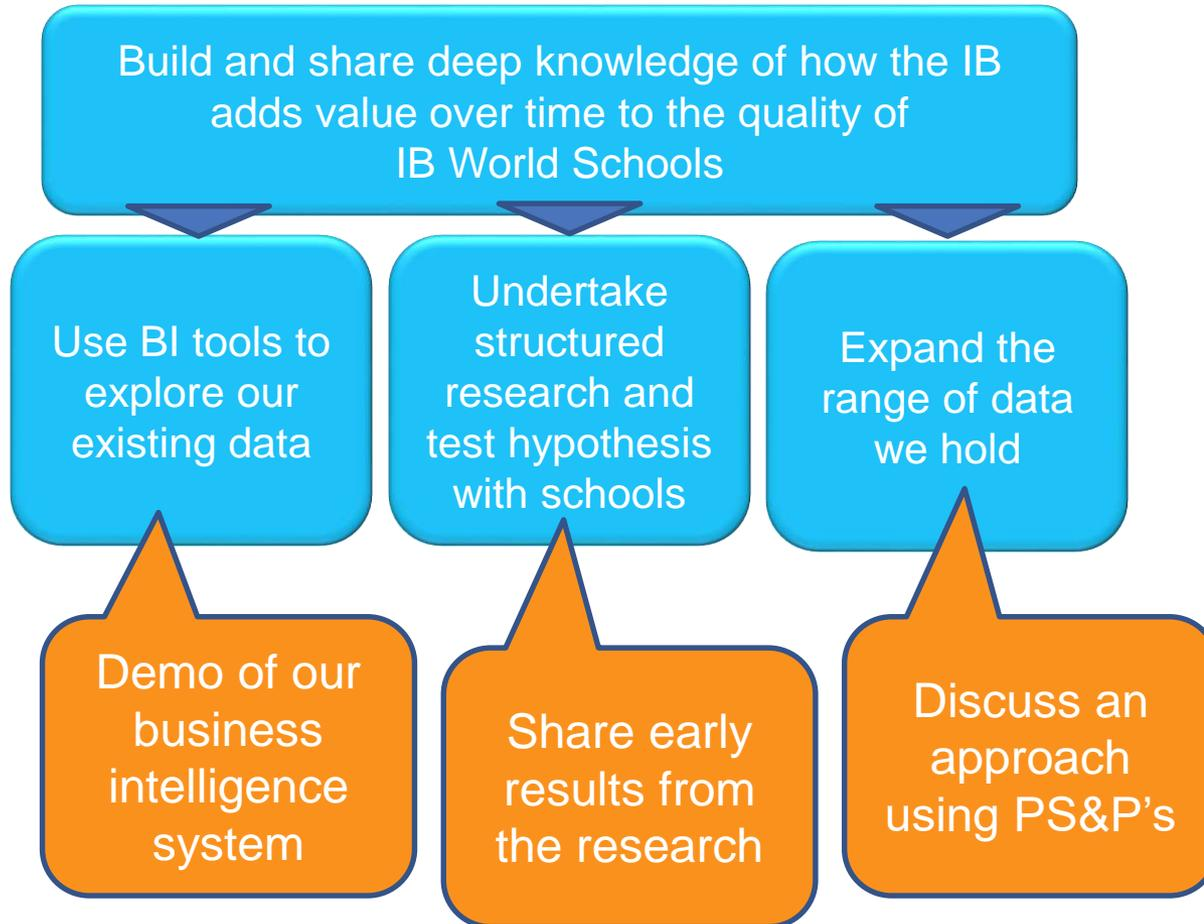 Build and share deep knowledge of how the IB
adds value over time to the quality of
IB World Schools
Use BI tools to
explore our
existing data
Undertake
structured
research and
test hypothesis
with schools
Expand the
range of data
we hold
Demo of our
business
intelligence
system
Share early
results from
the research
Discuss an
approach
using PS&P’s